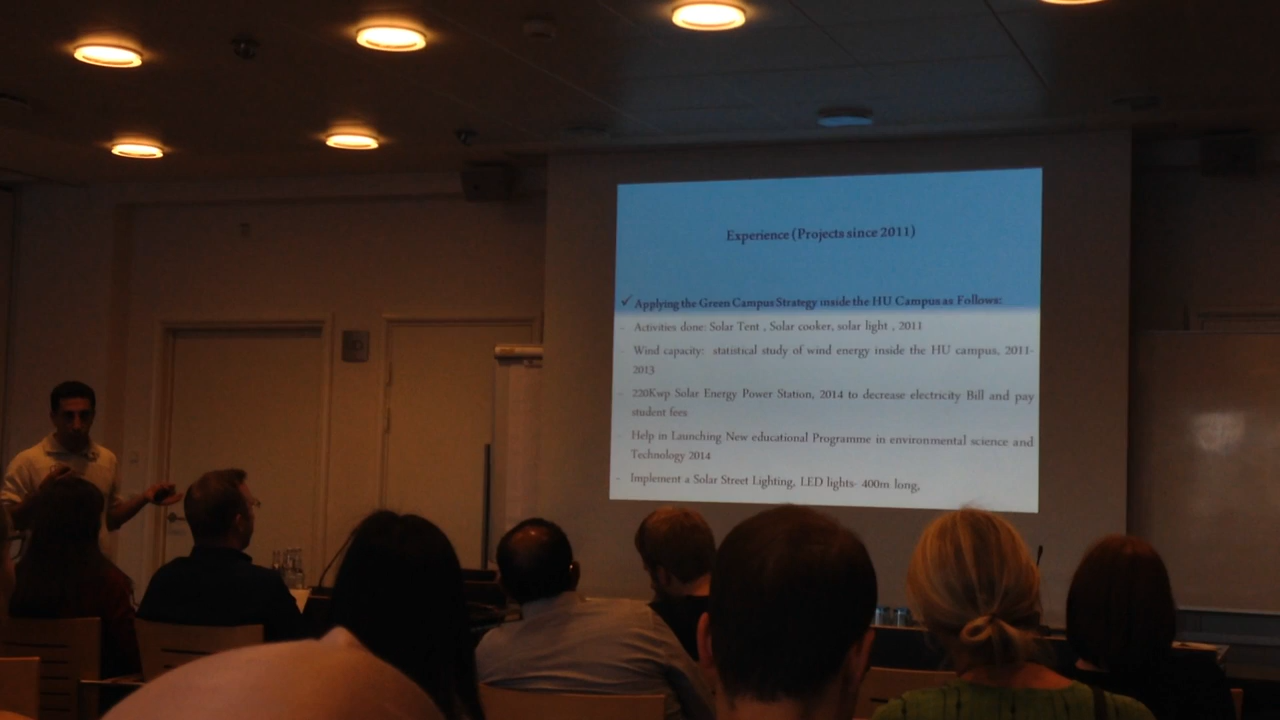 Experience (Projects since 2011)
✓ Applying the Green Campus Strategy inside the HU Campus as Follows:
- Activities done: Solar Tent , Solar cooker, solar light , 2011
- Wind capacity: statistical study of wind energy inside the HU campus, 2011-
2013
- 220Kwp Solar Energy Power Station, 2014 to decrease electricity Bill and pay
student fees
- Help in Launching New educational Programme in environmental science and
Technology 2014
- Implement a Solar Street Lighting, LED lights- 400m long,